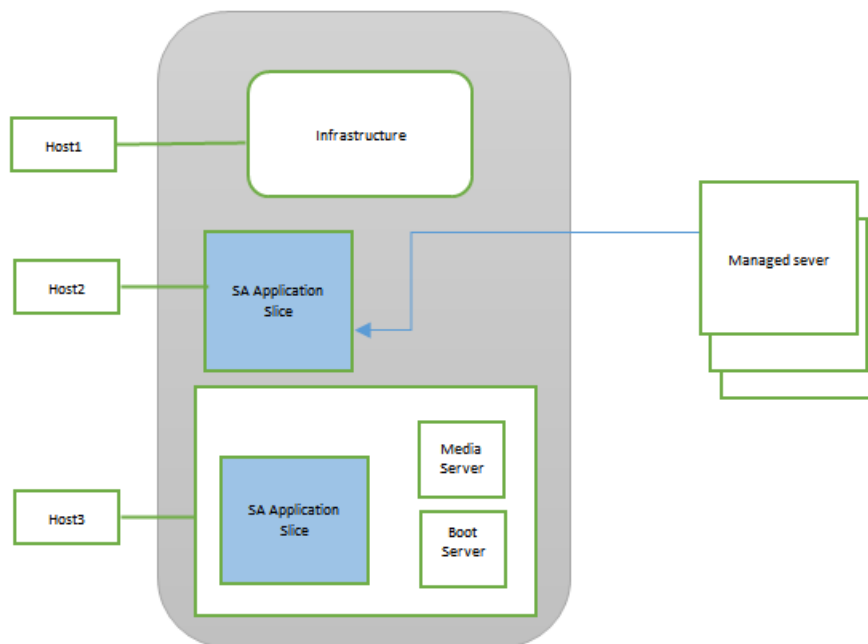 Infrastructure
Host1
SA Application
Slice
Host2
Managed sever
Media
Server
SA Application
Slice
Host3
Boot
Server